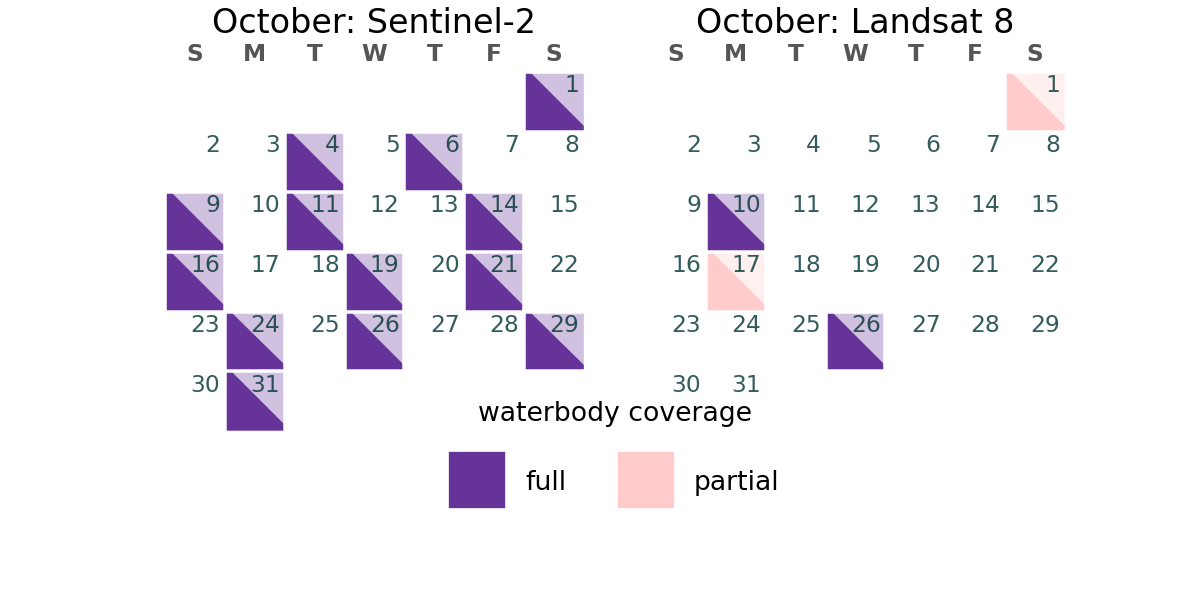 October: Sentinel-2
S M T W T F S
1
2 3 4 5 6 7 8
9 10 11 12 13 14 15
16 17 18 19 20 21 22
23 24 25 26 27 28 29
30 31
October: Landsat 8
S M T W T F S
1
2 3 4 5 6 7 8
9 10 11 12 13 14 15
16 17 18 19 20 21 22
23 24 25 26 27 28 29
30 31
waterbody coverage
full partial